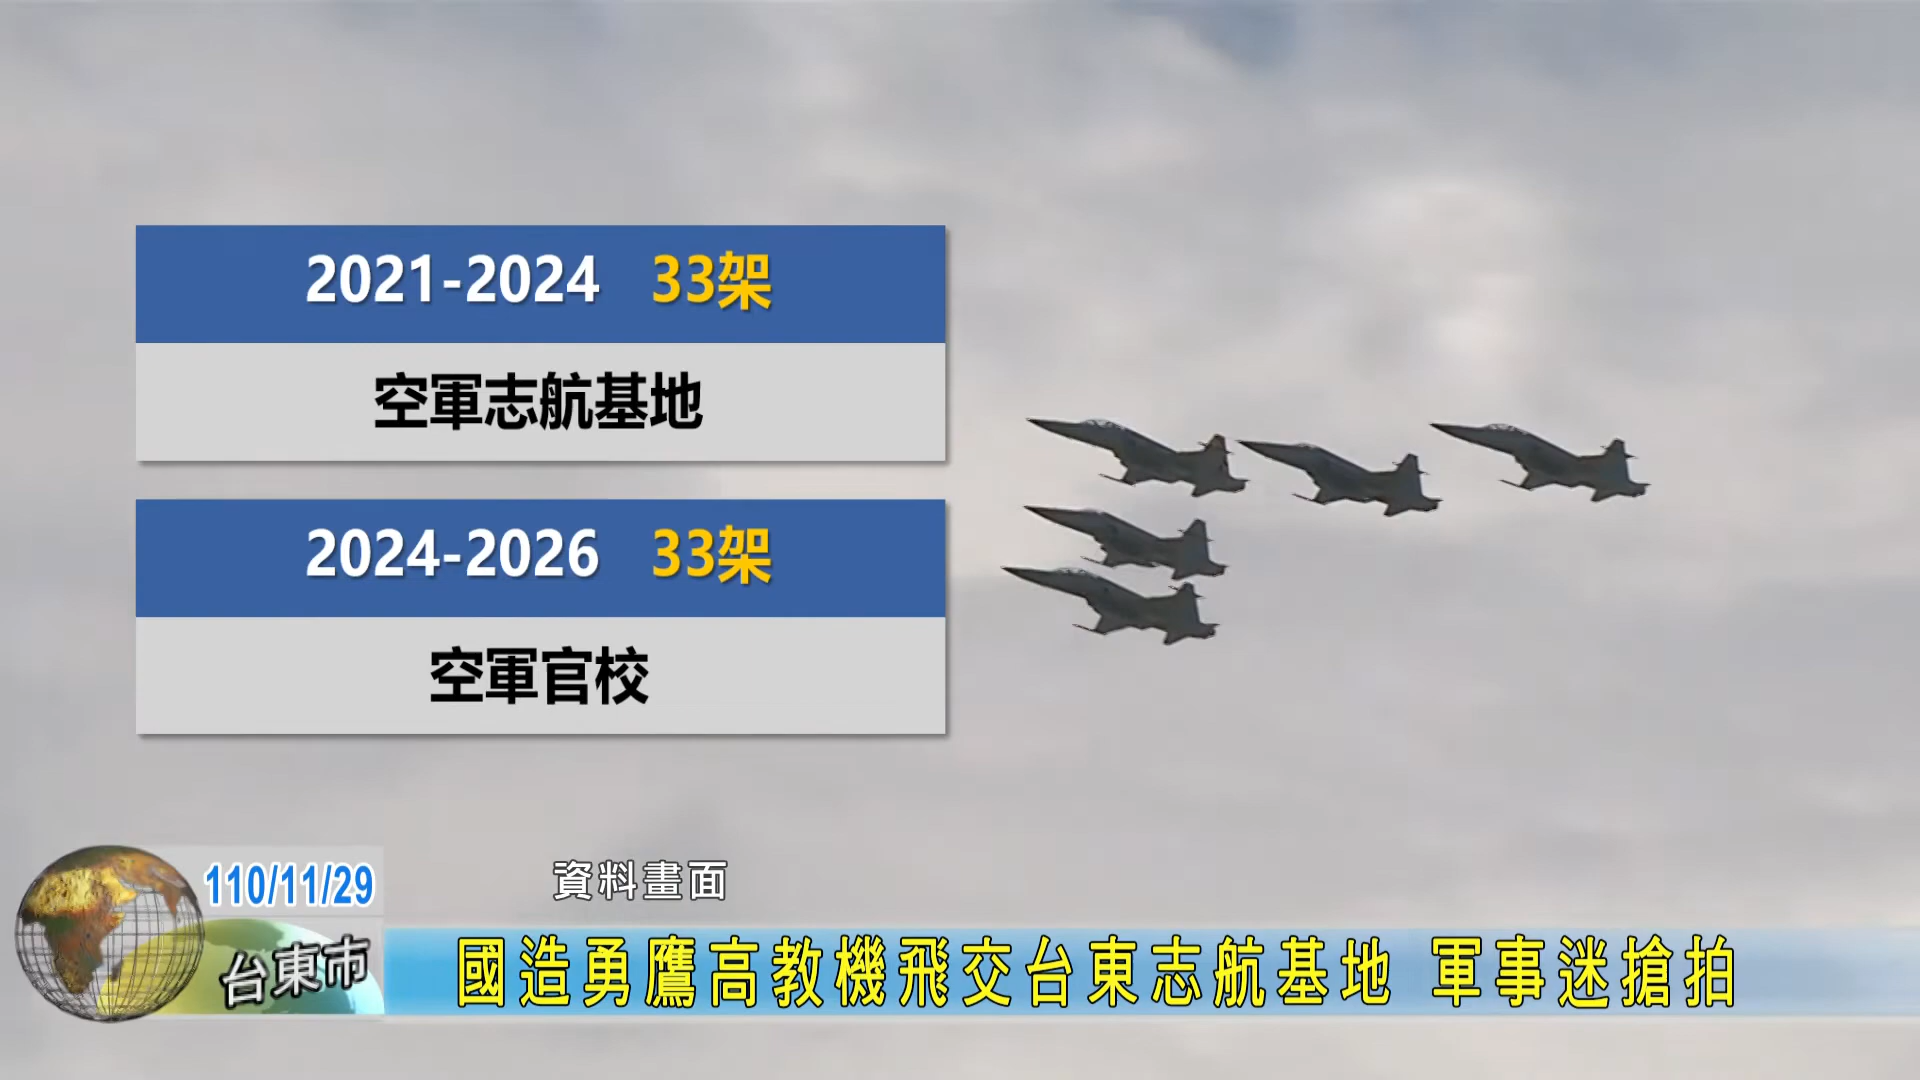 2021-2024 33架
空軍志航基地
2024-2026 33架
空軍官校
110/11/29
資料畫面
台東市
國造勇鷹高教機飛交台東志航基地 軍事迷搶拍